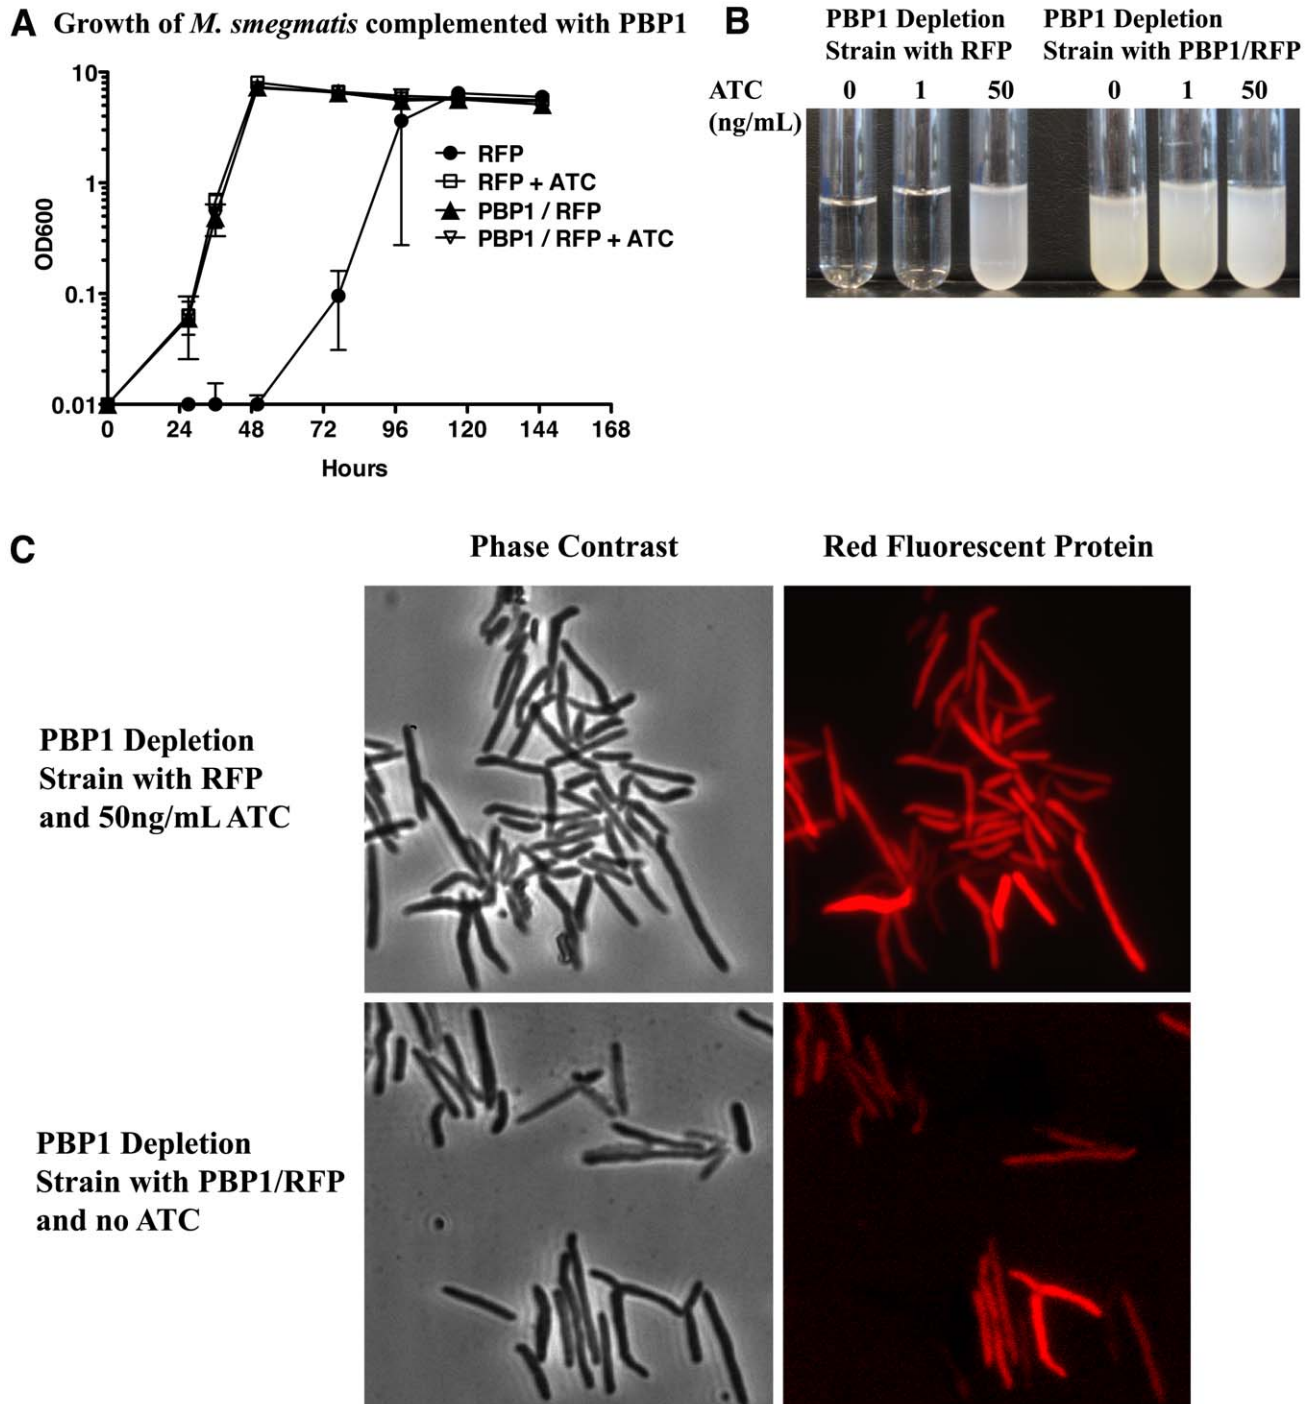 A Growth of M. smegmatis complemented with PBP1
10
1
0.1
0.01
OD600
0 24 48 72 96 120 144 168
Hours
RFP
RFP + ATC
PBP1 / RFP
PBP1 / RFP + ATC
B
PBP1 Depletion
Strain with RFP
PBP1 Depletion
Strain with PBP1/RFP
ATC 0 1 50 0 1 50
(ng/mL)
C
Phase Contrast Red Fluorescent Protein
PBP1 Depletion
Strain with RFP
and 50ng/mL ATC
PBP1 Depletion
Strain with PBP1/RFP
and no ATC